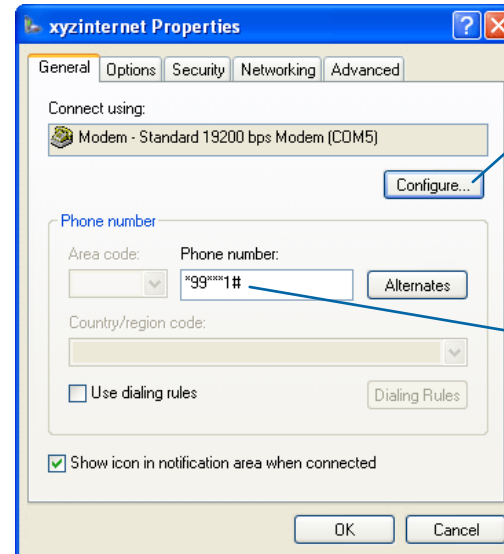 xyzinternet Properties
General Options Security Networking Advanced
Connect using:
Modem - Standard 19200 bps Modem (COM5)
Configure...
Phone number
Area code: Phone number:
*99***1# Alternates
Country/region code:
Use dialing rules Dialing Rules
Show icon in notification area when connected
OK Cancel